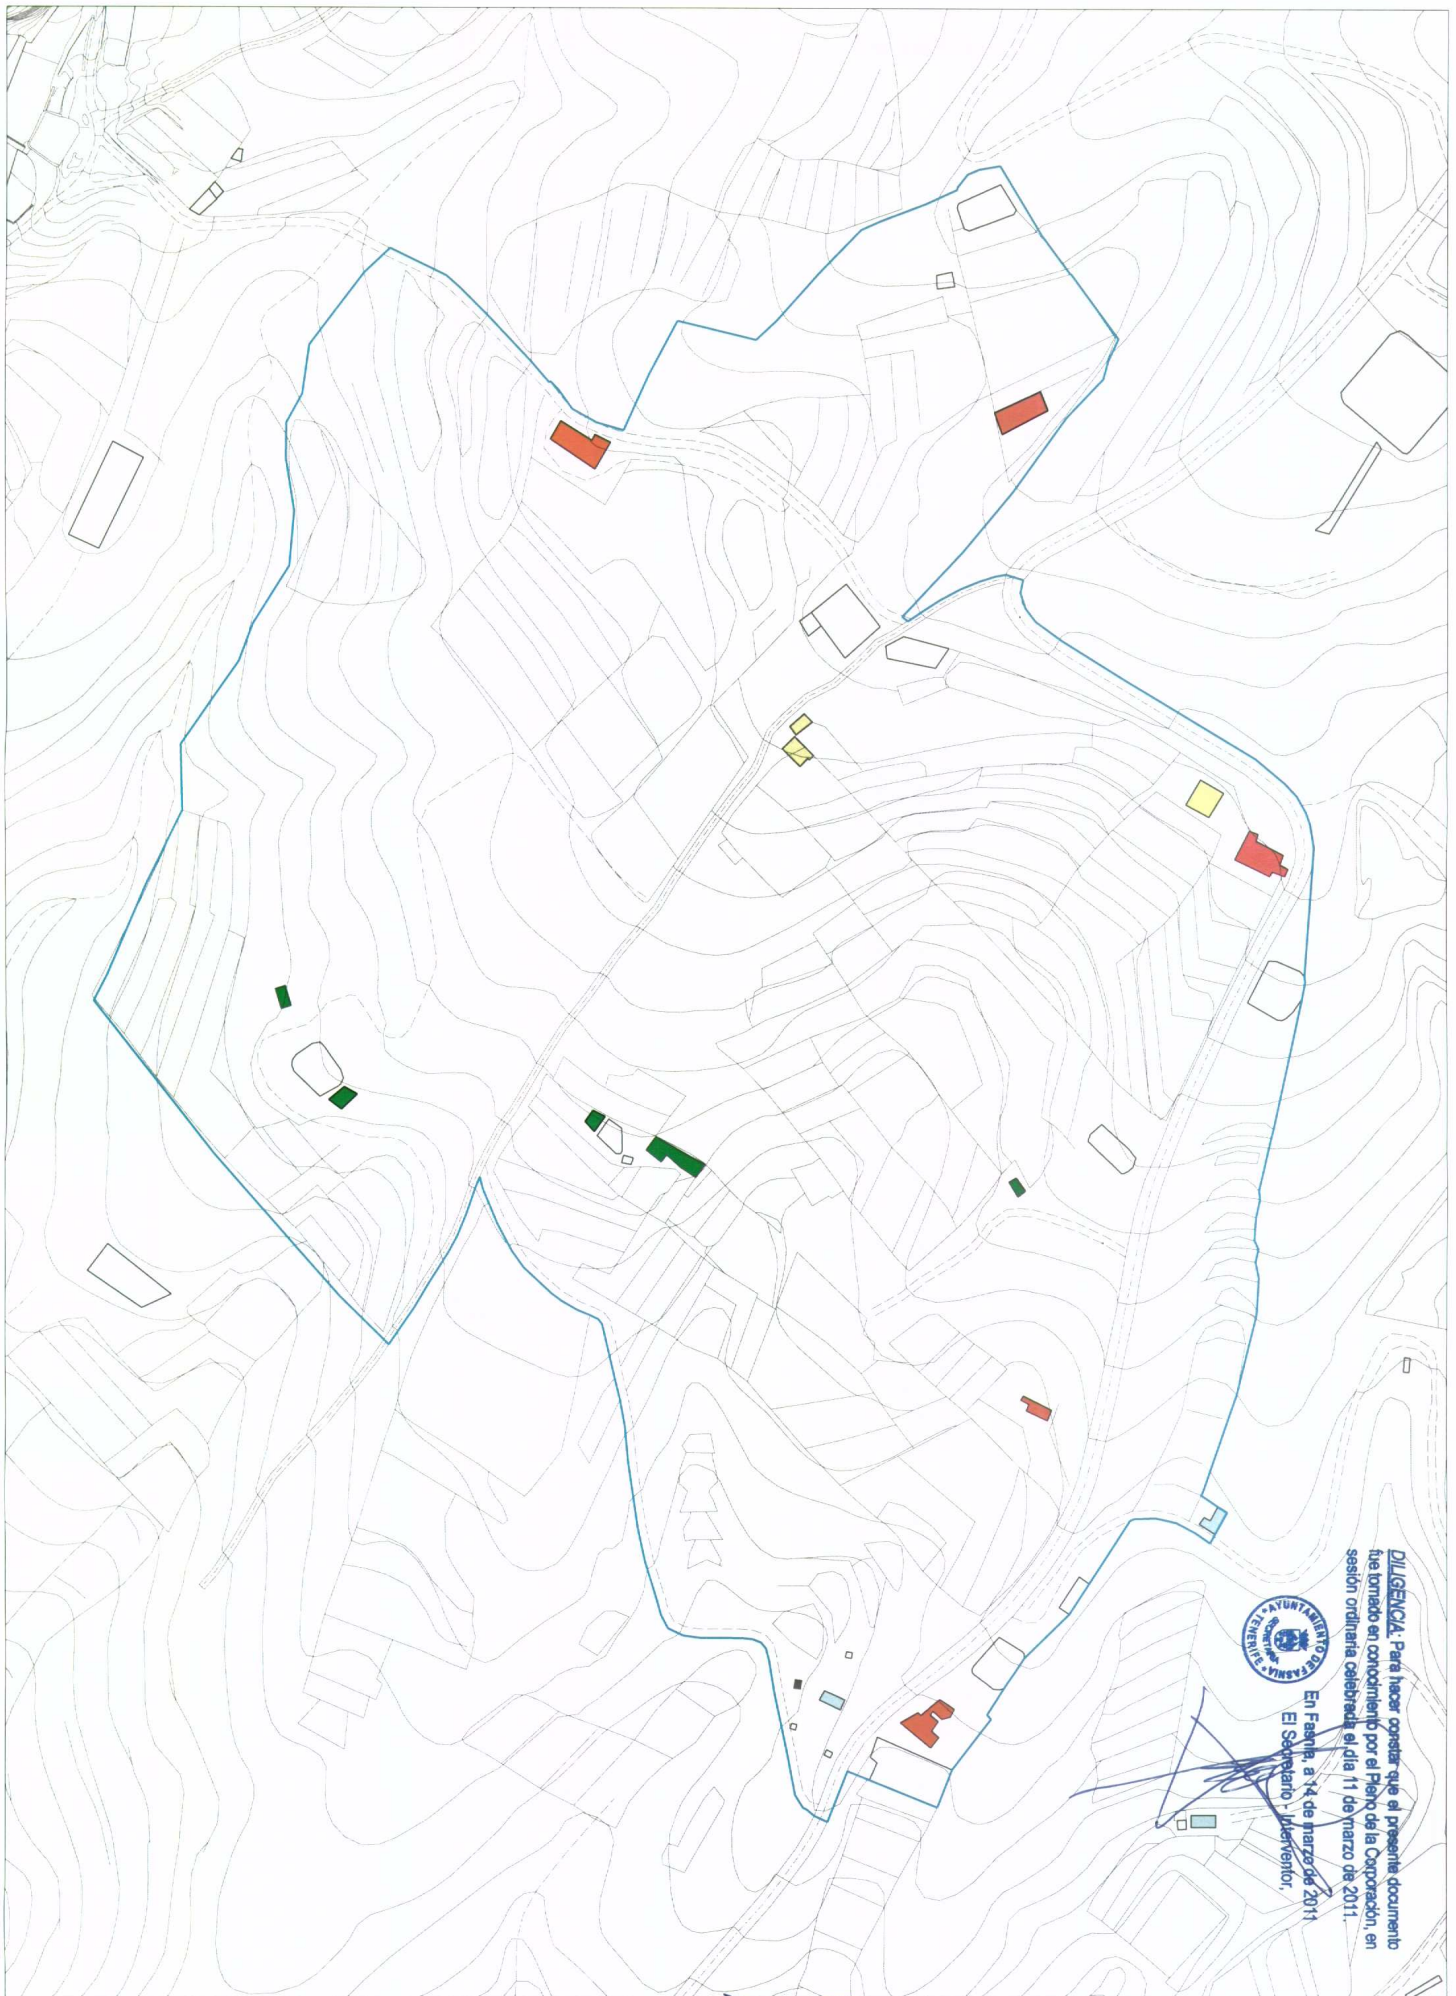 DILIGENCIA: Para hacer constar que el presente documento
fue tomado en conocimiento por el Pleno de la Corporación, en
sesión ordinaria celebrada el día 11 de marzo de 2011.
En Fasnia, a 14 de marzo de 2011
El Secretario - Interventor,
AYUNTAMIENTO DE FASNIA
TENERIFE